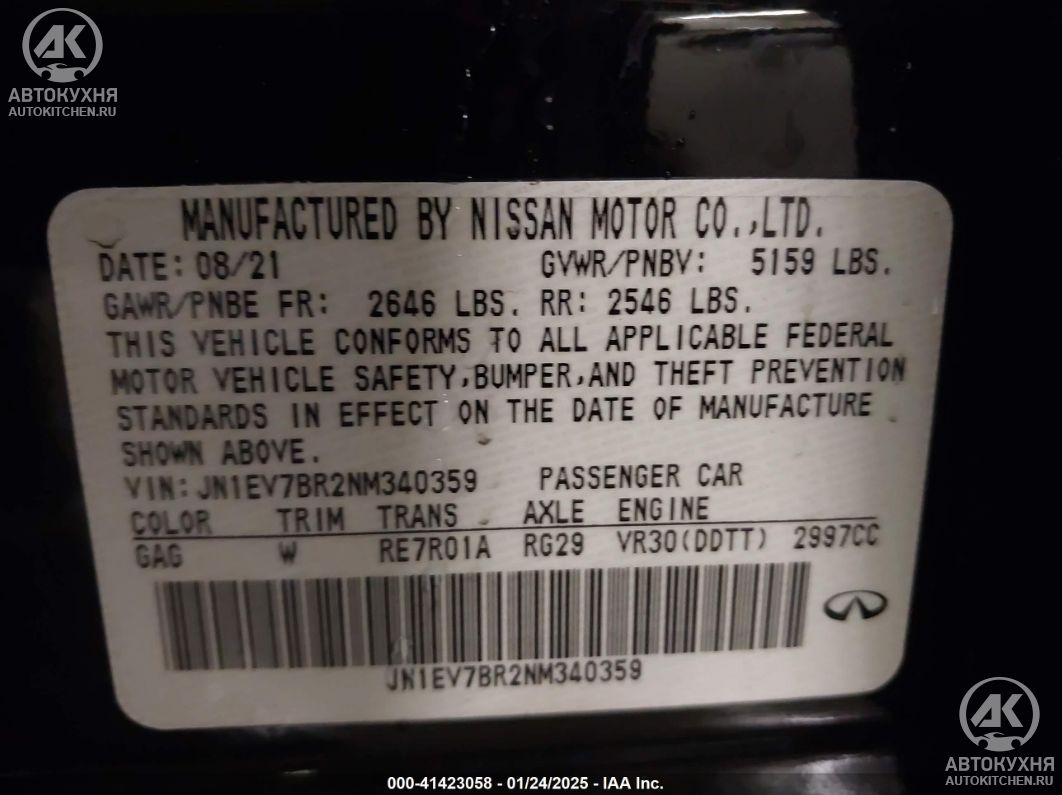 AK
АВТОКУХНЯ
AUTOKITCHEN.RU
MANUFACTURED BY NISSAN MOTOR CO.,LTD.
DATE: 08/21 GVWR/PNBV: 5159 LBS.
GAWR/PNBE FR: 2646 LBS. RR: 2546 LBS.
THIS VEHICLE CONFORMS TO ALL APPLICABLE FEDERAL
MOTOR VEHICLE SAFETY,BUMPER,AND THEFT PREVENTION
STANDARDS IN EFFECT ON THE DATE OF MANUFACTURE
SHOWN ABOVE.
VIN: JN1EV7BR2NM340359 PASSENGER CAR
COLOR TRIM TRANS AXLE ENGINE
GAG W RE7R01A RG29 VR30(DDTT) 2997CC
JN1EV7BR2NM340359
AK
АВТОКУХНЯ
AUTOKITCHEN.RU
000-41423058 - 01/24/2025 - IAA Inc.